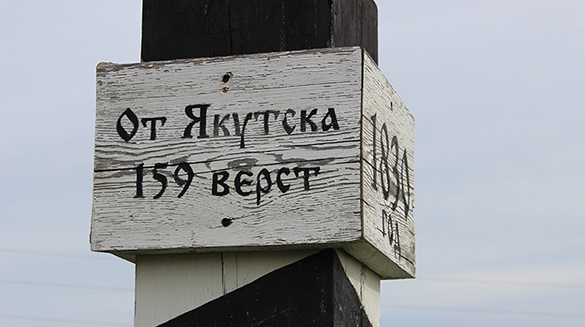 От Якутска
159 верст
1830
год